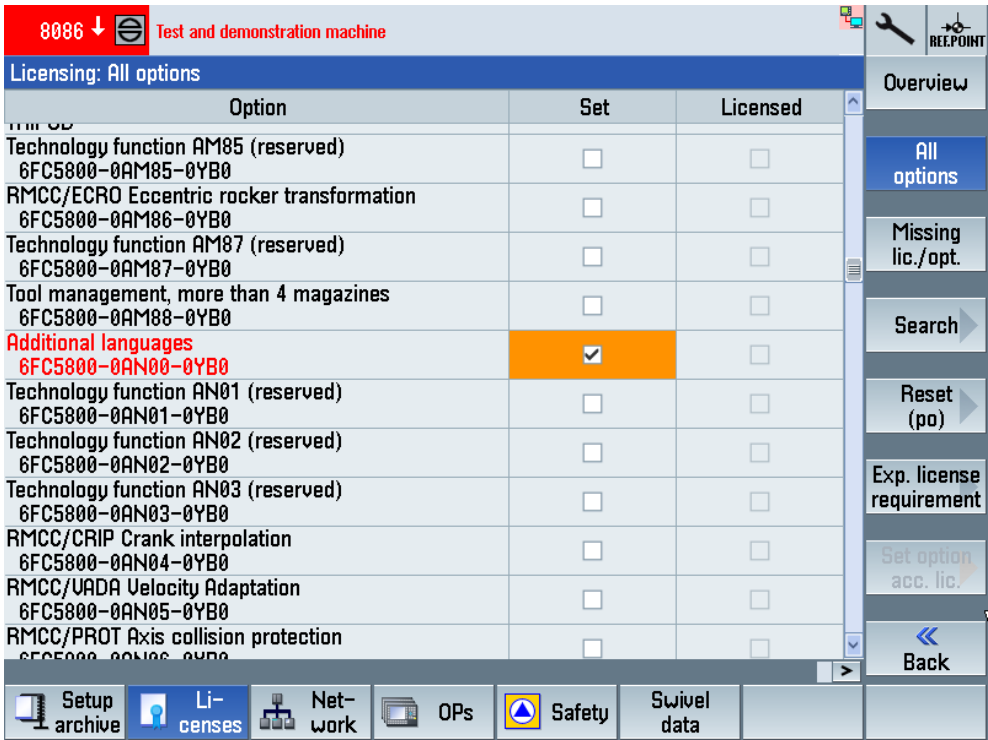 8086 Test and demonstration machine
REF.POINT
Licensing: All options
Option Set Licensed
Technology function AM85 (reserved)
6FC5800-0AM85-0YB0
RMCC/ECRO Eccentric rocker transformation
6FC5800-0AM86-0YB0
Technology function AM87 (reserved)
6FC5800-0AM87-0YB0
Tool management, more than 4 magazines
6FC5800-0AM88-0YB0
Additional languages
6FC5800-0AN00-0YB0
Technology function AN01 (reserved)
6FC5800-0AN01-0YB0
Technology function AN02 (reserved)
6FC5800-0AN02-0YB0
Technology function AN03 (reserved)
6FC5800-0AN03-0YB0
RMCC/CRIP Crank interpolation
6FC5800-0AN04-0YB0
RMCC/VADA Velocity Adaptation
6FC5800-0AN05-0YB0
RMCC/PROT Axis collision protection
6FC5800-0AN06-0YB0
Overview
All
options
Missing
lic./opt.
Search
Reset
(po)
Exp. license
requirement
Set option
acc. lic.
Back
Setup
archive
Li-
censes
Net-
work
OPs
Safety
Swivel
data